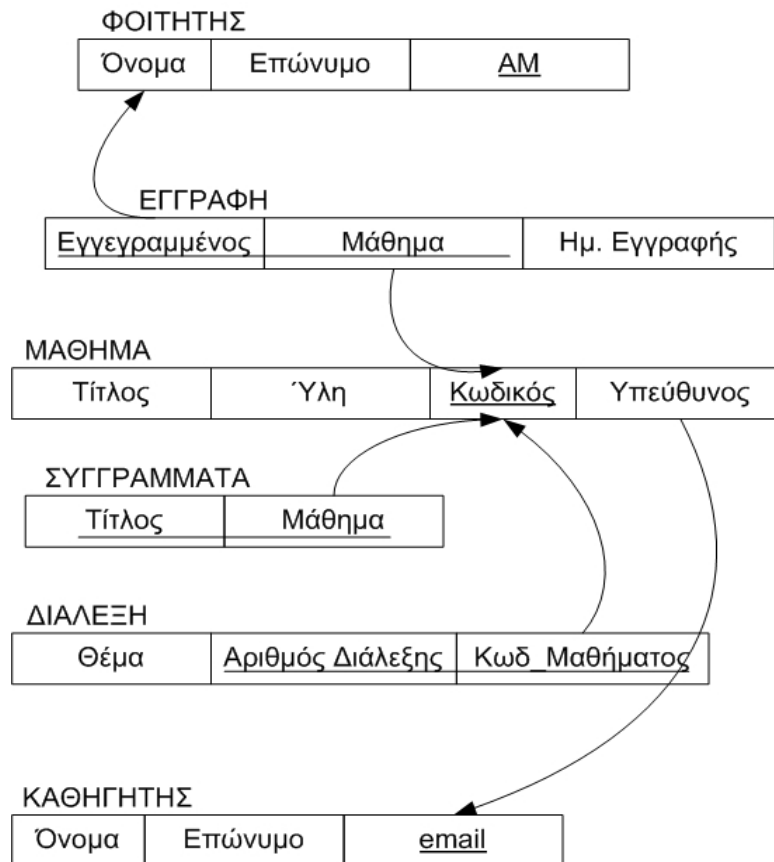 ΦΟΙΤΗΤΗΣ
Όνομα Επώνυμο ΑΜ
ΕΓΓΡΑΦΗ
Εγγεγραμμένος Μάθημα Ημ. Εγγραφής
ΜΑΘΗΜΑ
Τίτλος Ύλη Κωδικός Υπεύθυνος
ΣΥΓΓΡΑΜΜΑΤΑ
Τίτλος Μάθημα
ΔΙΑΛΕΞΗ
Θέμα Αριθμός Διάλεξης Κωδ_Μαθήματος
ΚΑΘΗΓΗΤΗΣ
Όνομα Επώνυμο email